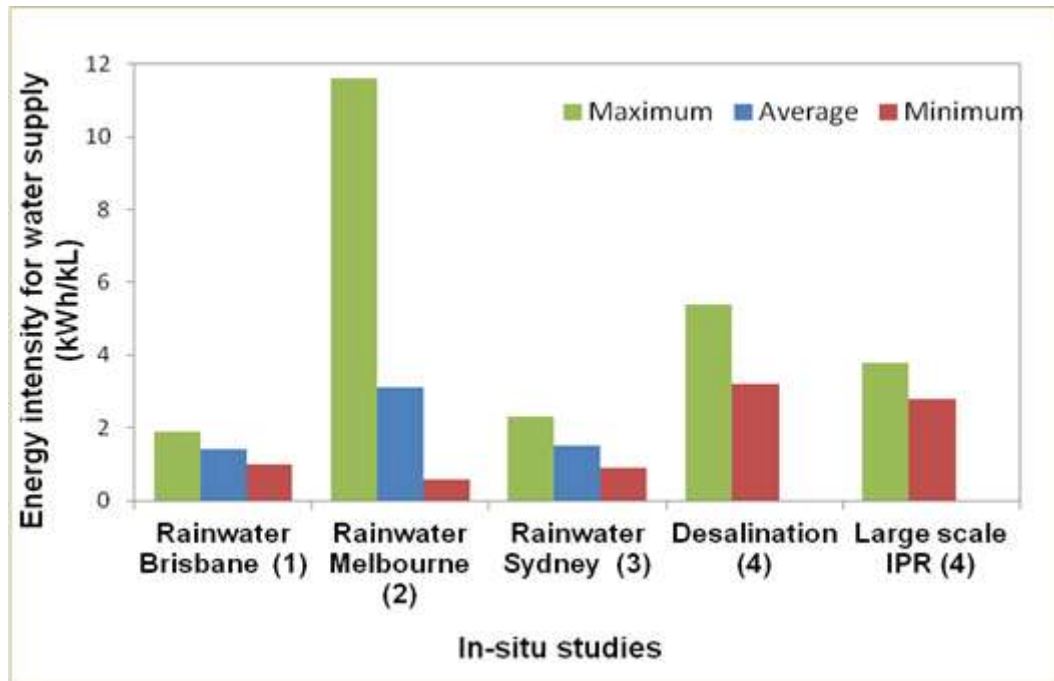 Energy intensity for water supply
(kWh/kL)
12
10
8
6
4
2
0
Maximum Average Minimum
Rainwater
Brisbane (1)
Rainwater
Melbourne
(2)
Rainwater
Sydney (3)
Desalination
(4)
Large scale
IPR (4)
In-situ studies